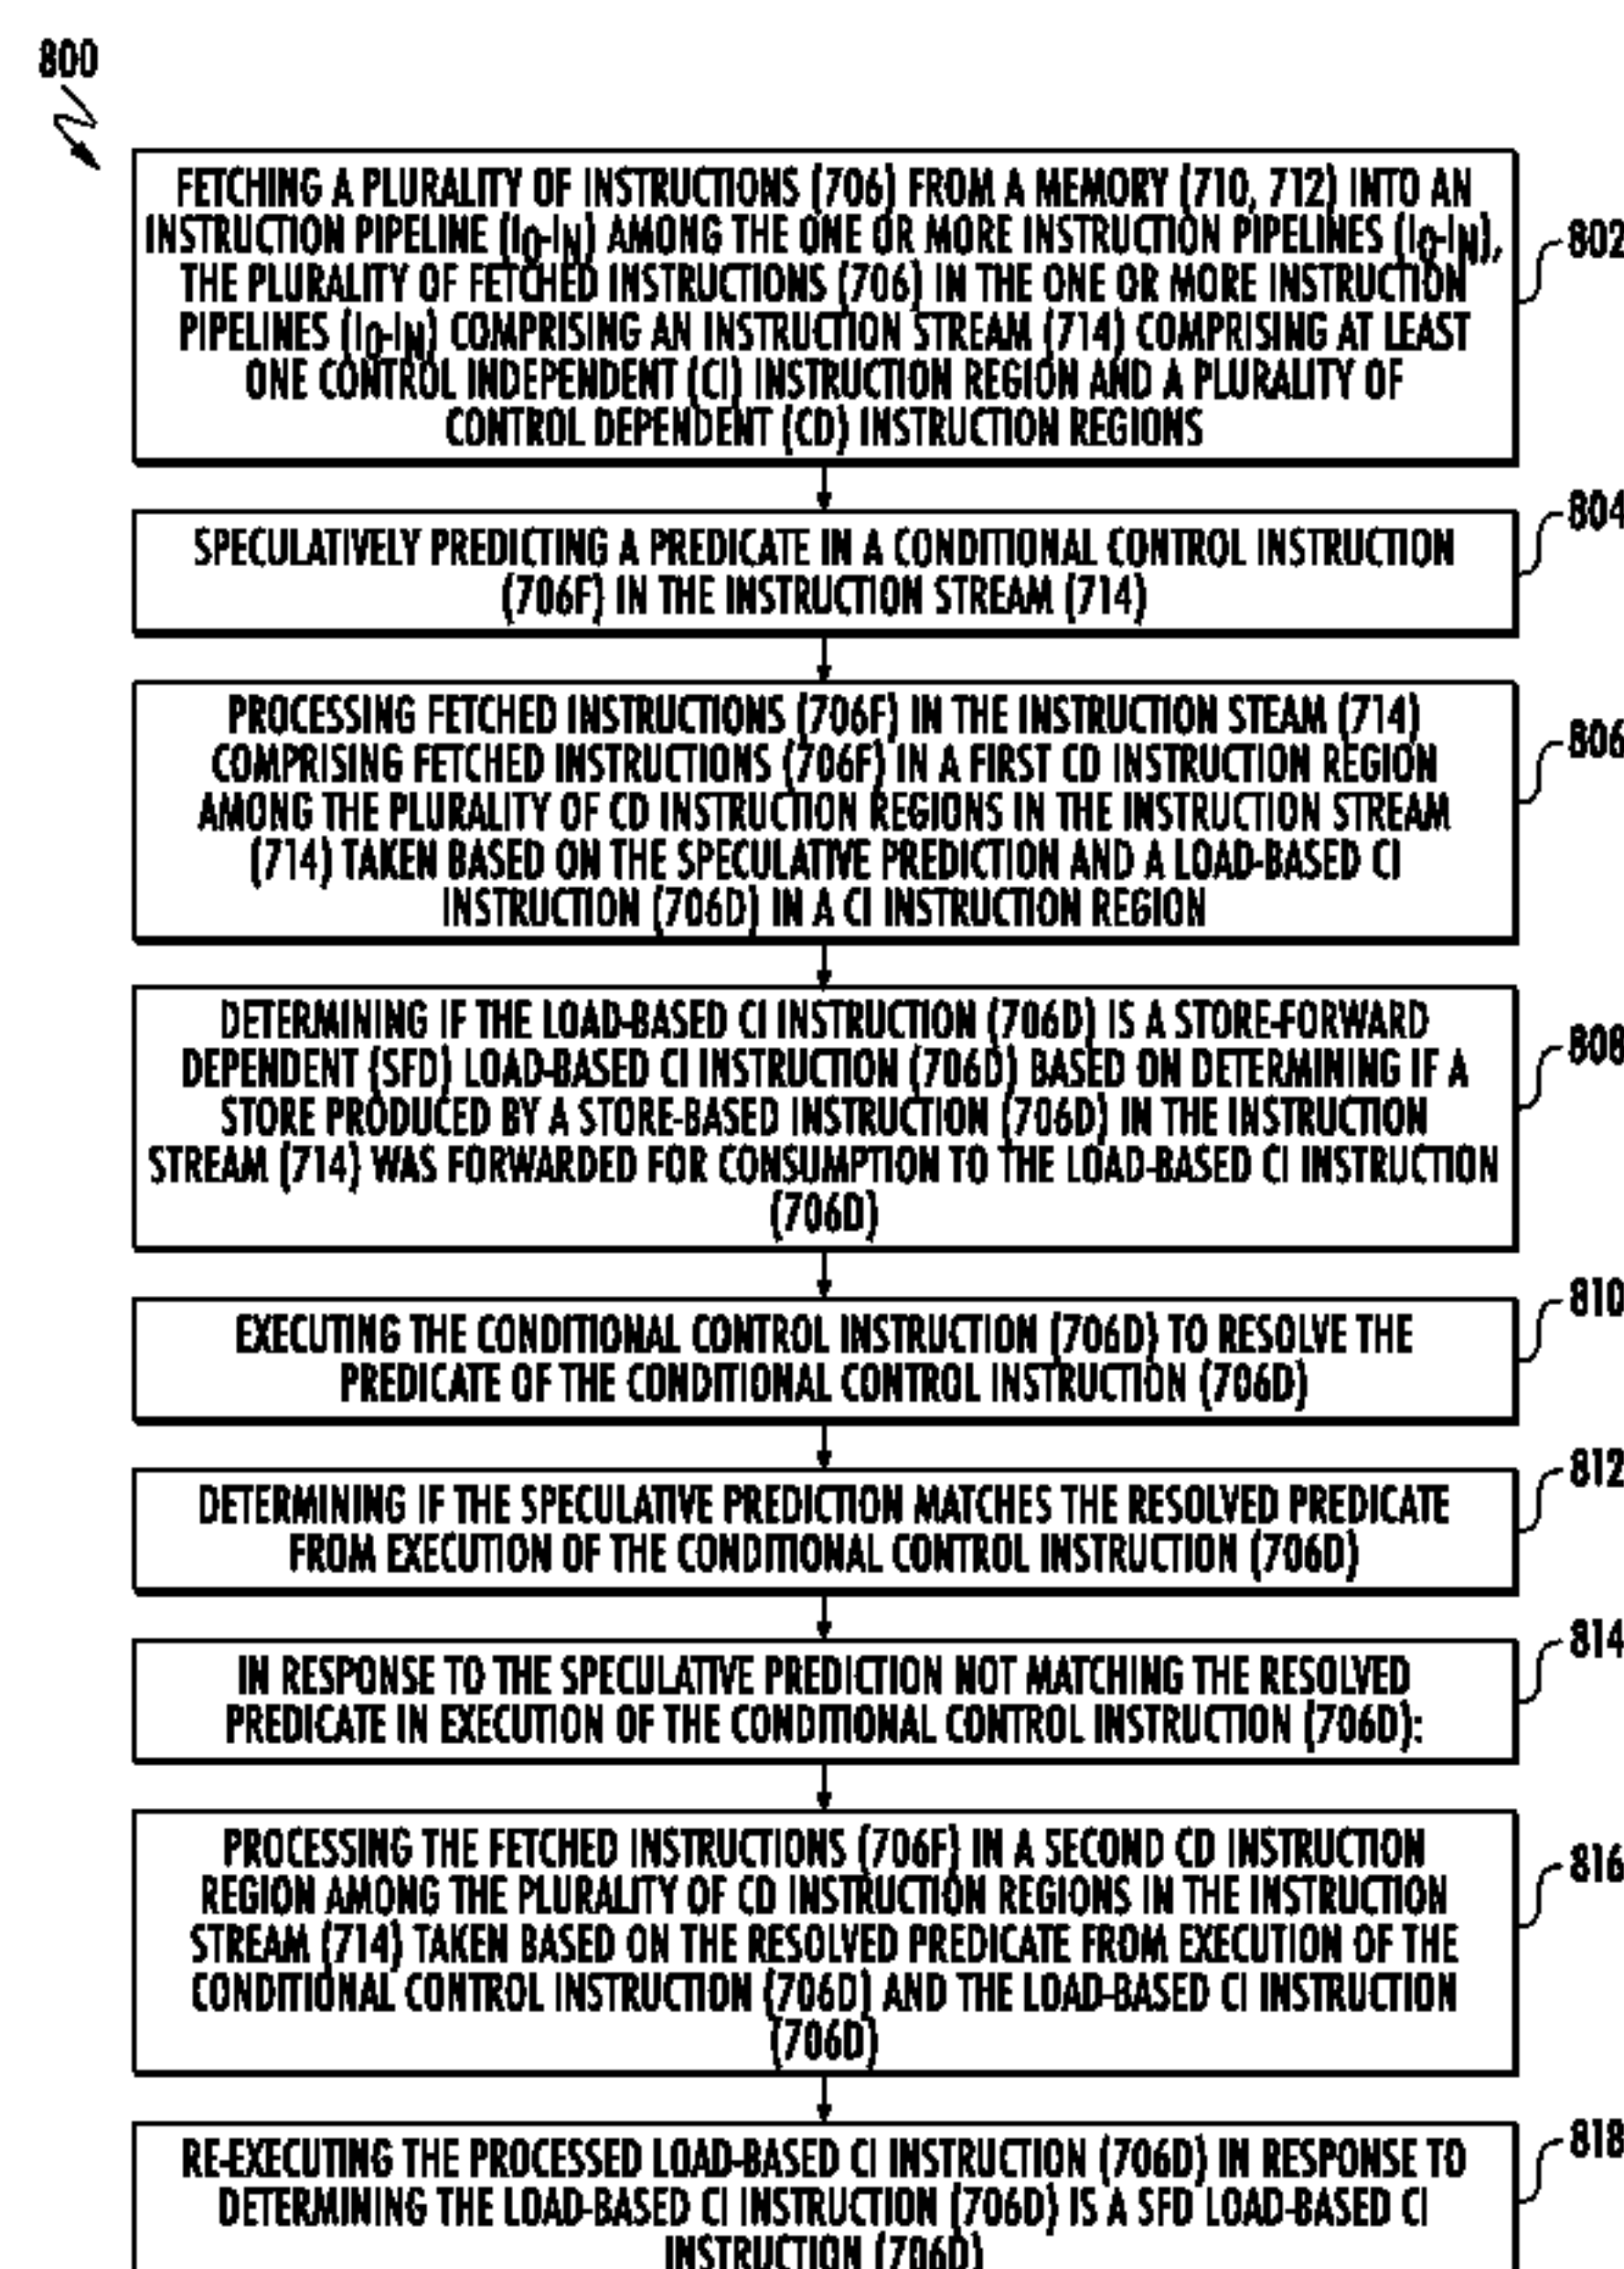 800
FETCHING A PLURALITY OF INSTRUCTIONS (706) FROM A MEMORY (710, 712) INTO AN
INSTRUCTION PIPELINE (I0-IN) AMONG THE ONE OR MORE INSTRUCTION PIPELINES (I0-IN),
THE PLURALITY OF FETCHED INSTRUCTIONS (706) IN THE ONE OR MORE INSTRUCTION
PIPELINES (I0-IN) COMPRISING AN INSTRUCTION STREAM (714) COMPRISING AT LEAST
ONE CONTROL INDEPENDENT (CI) INSTRUCTION REGION AND A PLURALITY OF
CONTROL DEPENDENT (CD) INSTRUCTION REGIONS
802
SPECULATIVELY PREDICTING A PREDICATE IN A CONDITIONAL CONTROL INSTRUCTION
(706F) IN THE INSTRUCTION STREAM (714)
804
PROCESSING FETCHED INSTRUCTIONS (706F) IN THE INSTRUCTION STEAM (714)
COMPRISING FETCHED INSTRUCTIONS (706F) IN A FIRST CD INSTRUCTION REGION
AMONG THE PLURALITY OF CD INSTRUCTION REGIONS IN THE INSTRUCTION STREAM
(714) TAKEN BASED ON THE SPECULATIVE PREDICTION AND A LOAD-BASED CI
INSTRUCTION (706D) IN A CI INSTRUCTION REGION
806
DETERMINING IF THE LOAD-BASED CI INSTRUCTION (706D) IS A STORE-FORWARD
DEPENDENT (SFD) LOAD-BASED CI INSTRUCTION (706D) BASED ON DETERMINING IF A
STORE PRODUCED BY A STORE-BASED INSTRUCTION (706D) IN THE INSTRUCTION
STREAM (714) WAS FORWARDED FOR CONSUMPTION TO THE LOAD-BASED CI INSTRUCTION
(706D)
808
EXECUTING THE CONDITIONAL CONTROL INSTRUCTION (706D) TO RESOLVE THE
PREDICATE OF THE CONDITIONAL CONTROL INSTRUCTION (706D)
810
DETERMINING IF THE SPECULATIVE PREDICTION MATCHES THE RESOLVED PREDICATE
FROM EXECUTION OF THE CONDITIONAL CONTROL INSTRUCTION (706D)
812
IN RESPONSE TO THE SPECULATIVE PREDICTION NOT MATCHING THE RESOLVED
PREDICATE IN EXECUTION OF THE CONDITIONAL CONTROL INSTRUCTION (706D):
814
PROCESSING THE FETCHED INSTRUCTIONS (706F) IN A SECOND CD INSTRUCTION
REGION AMONG THE PLURALITY OF CD INSTRUCTION REGIONS IN THE INSTRUCTION
STREAM (714) TAKEN BASED ON THE RESOLVED PREDICATE FROM EXECUTION OF THE
CONDITIONAL CONTROL INSTRUCTION (706D) AND THE LOAD-BASED CI INSTRUCTION
(706D)
816
RE-EXECUTING THE PROCESSED LOAD-BASED CI INSTRUCTION (706D) IN RESPONSE TO
DETERMINING THE LOAD-BASED CI INSTRUCTION (706D) IS A SFD LOAD-BASED CI
INSTRUCTION (706D)
818